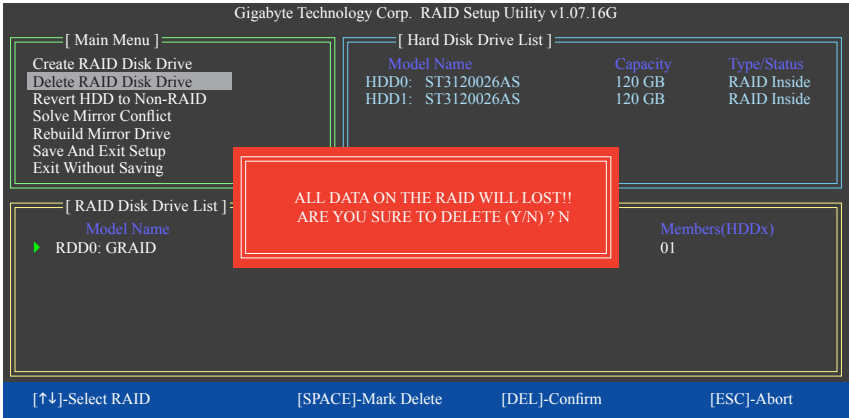 Gigabyte Technology Corp. RAID Setup Utility v1.07.16G
[ Main Menu ]
Create RAID Disk Drive
Delete RAID Disk Drive
Revert HDD to Non-RAID
Solve Mirror Conflict
Rebuild Mirror Drive
Save And Exit Setup
Exit Without Saving
[ Hard Disk Drive List ]
Model Name Capacity Type/Status
HDD0: ST3120026AS 120 GB RAID Inside
HDD1: ST3120026AS 120 GB RAID Inside
ALL DATA ON THE RAID WILL LOST!!
ARE YOU SURE TO DELETE (Y/N) ? N
[ RAID Disk Drive List ]
Model Name Members(HDDx)
RDD0: GRAID 01
[↑↓]-Select RAID [SPACE]-Mark Delete [DEL]-Confirm [ESC]-Abort